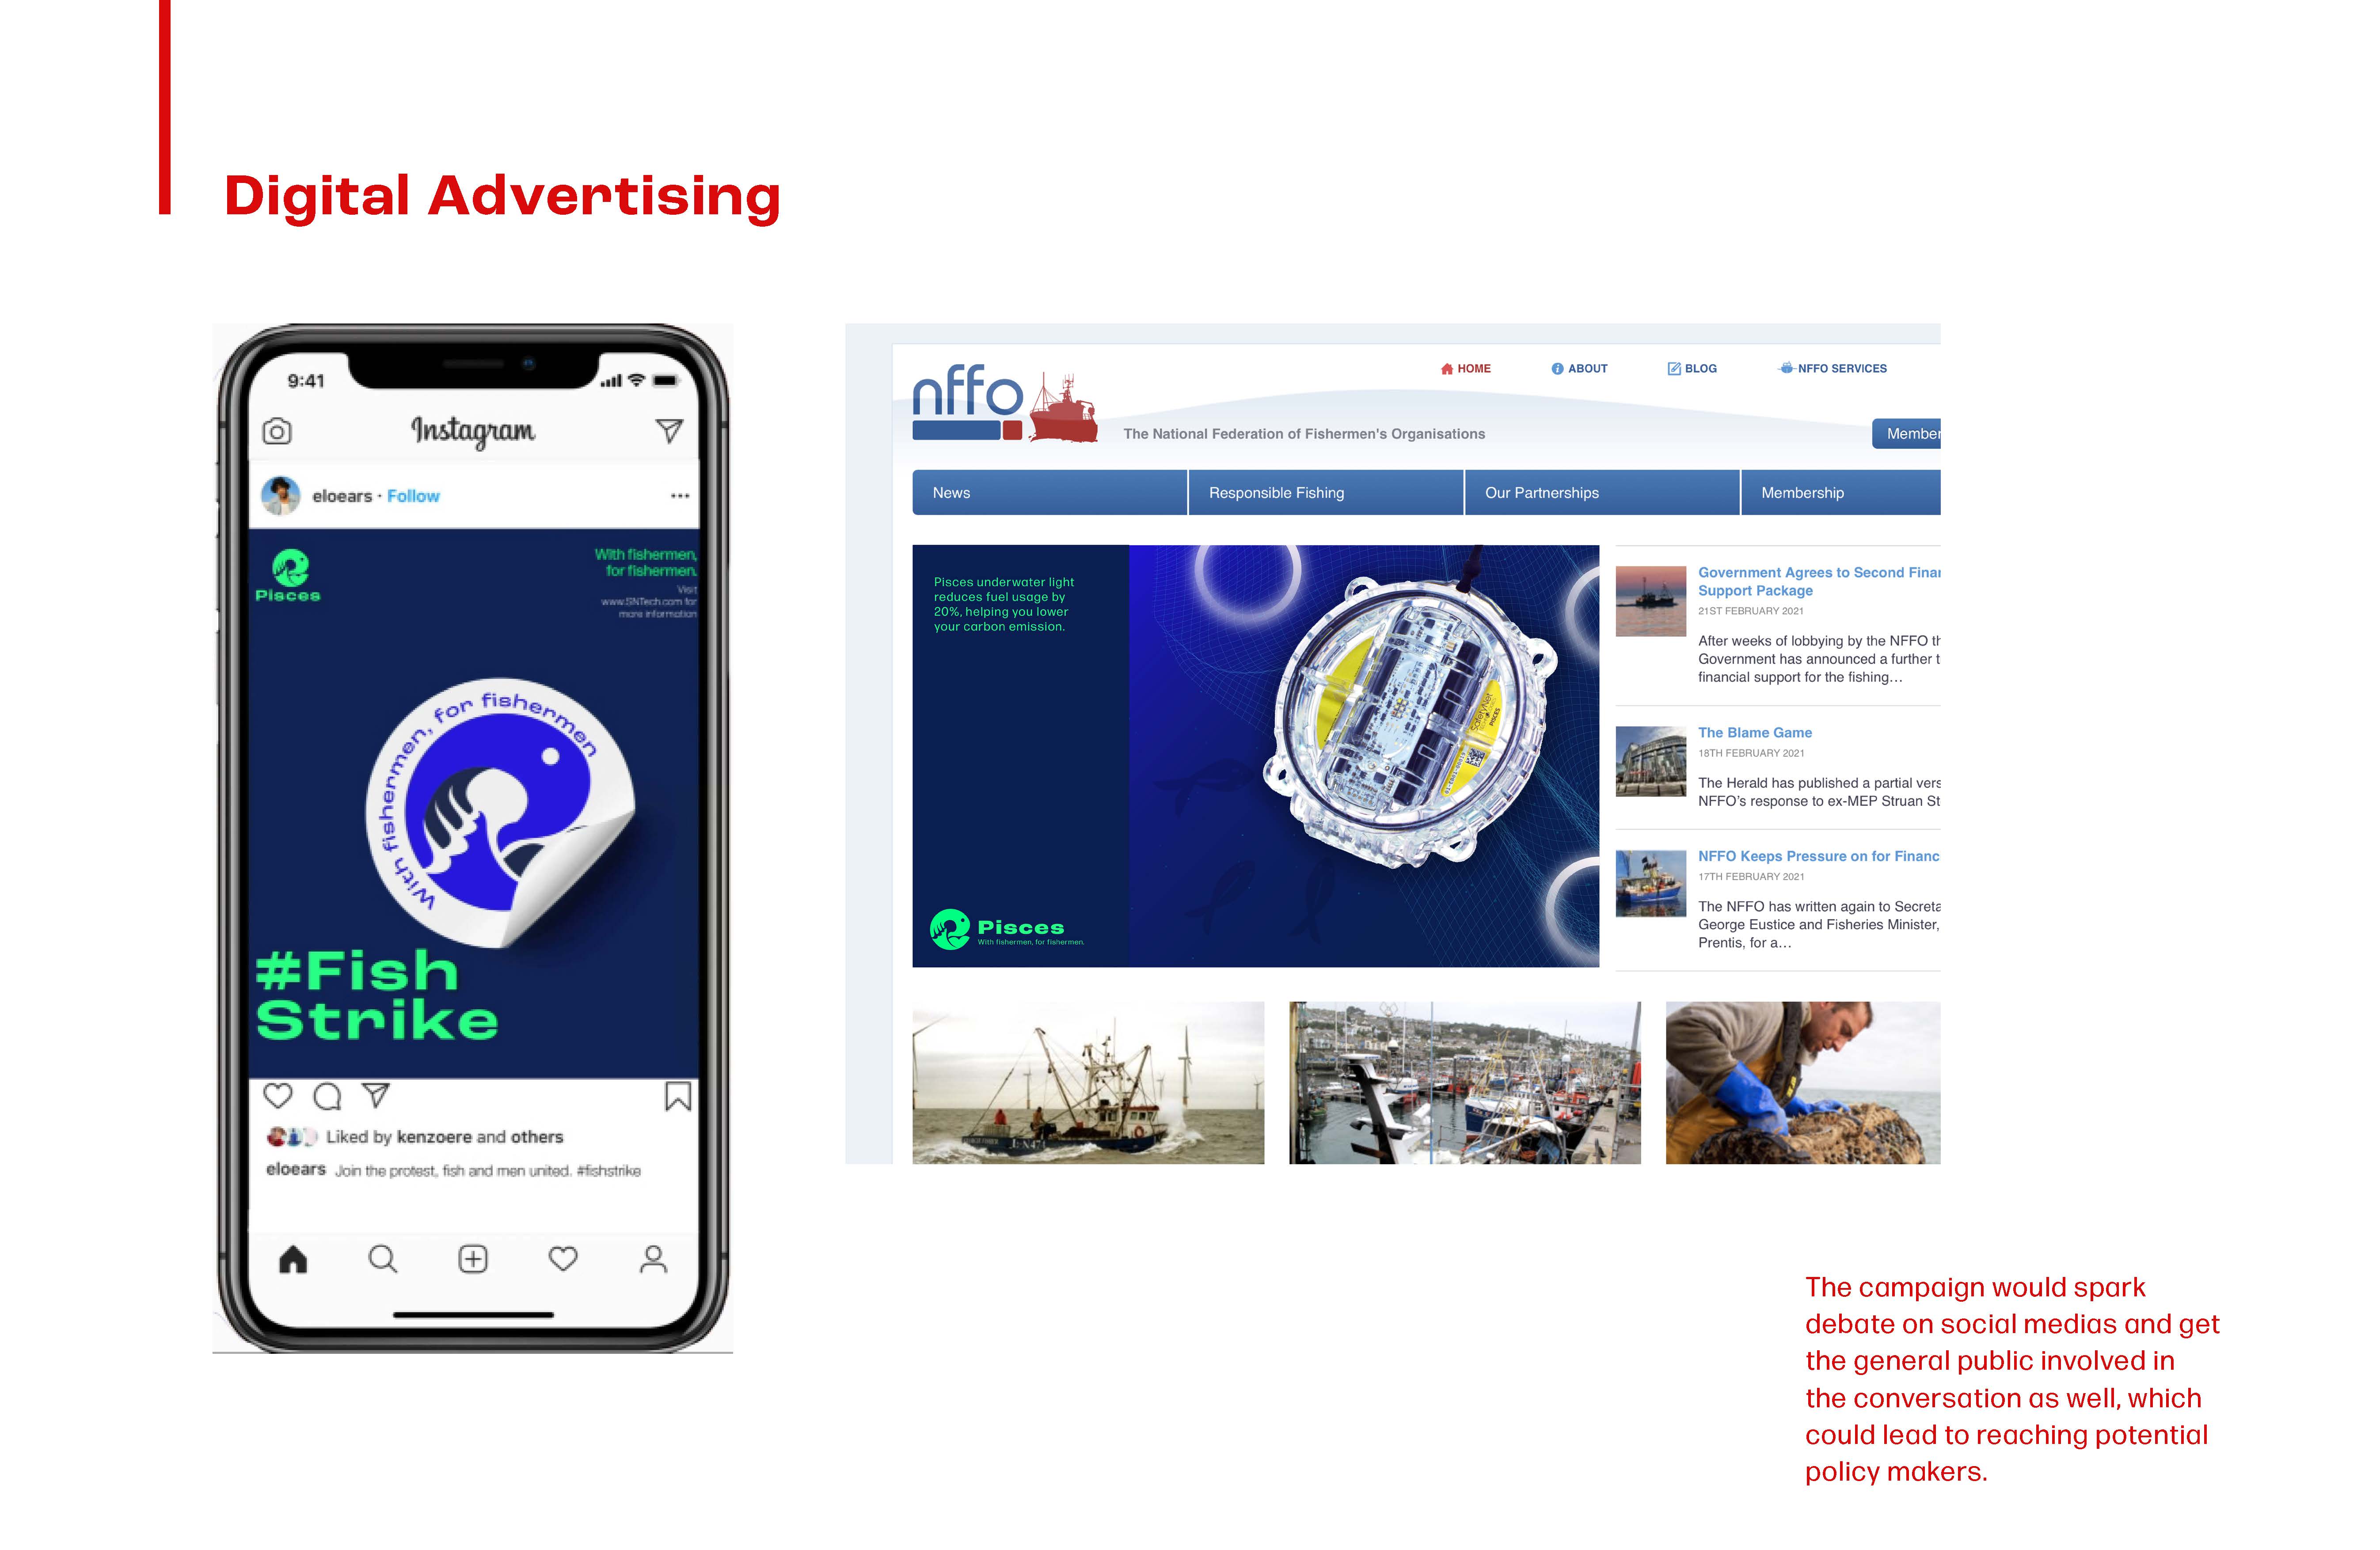 Digital Advertising
9:41
Instagram
eloears · Follow
Pisces
With fishermen,
for fishermen.
Visit
www.SNTech.com for
more information
With fishermen, for fishermen
#Fish
Strike
Liked by kenzoere and others
eloears Join the protest, fish and men united. #fishstrike
nffo
The National Federation of Fishermen's Organisations
HOME
ABOUT
BLOG
NFFO SERVICES
Member
News
Responsible Fishing
Our Partnerships
Membership
Pisces underwater light
reduces fuel usage by
20%, helping you lower
your carbon emission.
SafetyNet
PISCES
Pisces
With fishermen, for fishermen.
Government Agrees to Second Finan
Support Package
21ST FEBRUARY 2021
After weeks of lobbying by the NFFO th
Government has announced a further t
financial support for the fishing…
The Blame Game
18TH FEBRUARY 2021
The Herald has published a partial vers
NFFO's response to ex-MEP Struan St
NFFO Keeps Pressure on for Financ
17TH FEBRUARY 2021
The NFFO has written again to Secreta
George Eustice and Fisheries Minister,
Prentis, for a…
The campaign would spark
debate on social medias and get
the general public involved in
the conversation as well, which
could lead to reaching potential
policy makers.